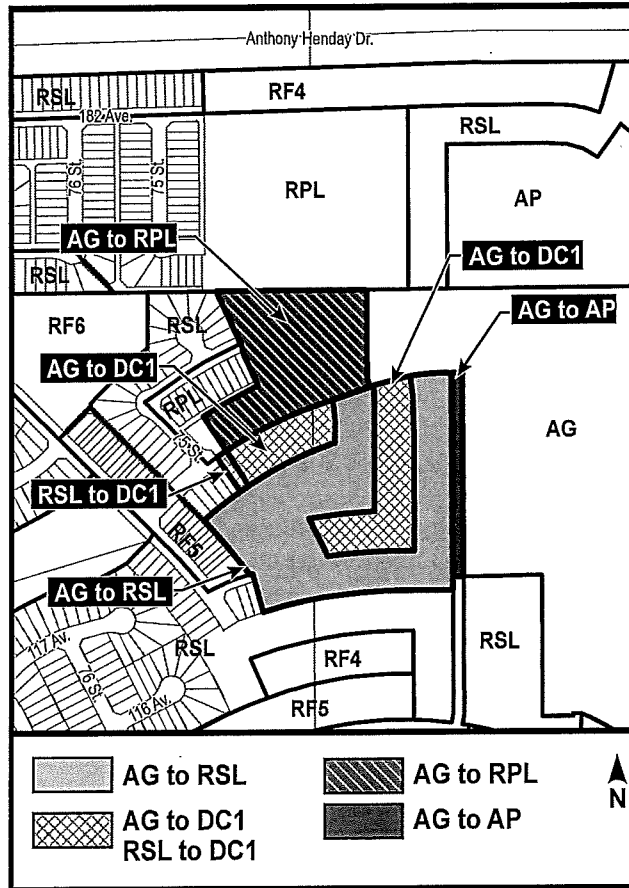 Anthony Henday Dr.
RSL
RF4
182 Ave.
RSL
76 St.
75 St.
RPL
AP
AG to RPL
AG to DC1
RSL
RF6
RSL
AG to AP
AG to DC1
RPL
AG
75 St.
RSL to DC1
RF5
AG to RSL
RSL
RSL
117 Av.
76 St.
RF4
116 Av.
RF5
AG to RSL
AG to RPL
AG to DC1
RSL to DC1
AG to AP
N